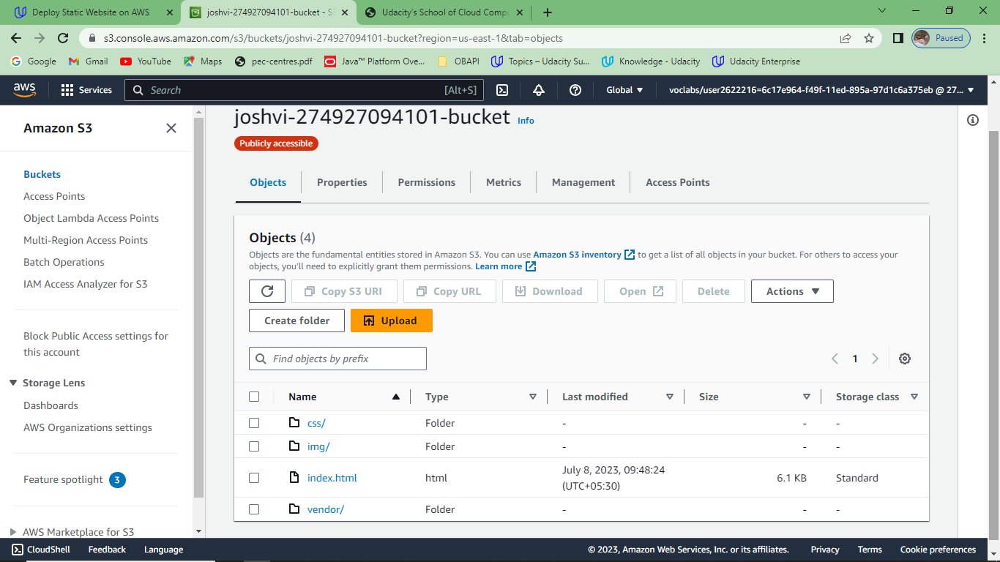 Deploy Static Website on AWS
joshvi-274927094101-bucket - S3
Udacity's School of Cloud Compu
s3.console.aws.amazon.com/s3/buckets/joshvi-274927094101-bucket?region=us-east-1&tab=objects
Paused
Google
Gmail
YouTube
Maps
pec-centres.pdf
Java™ Platform Ove...
OBAPI
Topics – Udacity Su...
Knowledge - Udacity
Udacity Enterprise
aws
Services
Search
[Alt+S]
Global
voclabs/user2622216=6c17e964-f49f-11ed-895a-97d1c6a375eb @ 27...
Amazon S3
Buckets
Access Points
Object Lambda Access Points
Multi-Region Access Points
Batch Operations
IAM Access Analyzer for S3
Block Public Access settings for
this account
Storage Lens
Dashboards
AWS Organizations settings
Feature spotlight 3
AWS Marketplace for S3
joshvi-274927094101-bucket Info
Publicly accessible
Objects
Properties
Permissions
Metrics
Management
Access Points
Objects (4)
Objects are the fundamental entities stored in Amazon S3. You can use Amazon S3 inventory to get a list of all objects in your bucket. For others to access your
objects, you'll need to explicitly grant them permissions. Learn more
Copy S3 URI
Copy URL
Download
Open
Delete
Actions
Create folder
Upload
Find objects by prefix
1
Name Type Last modified Size Storage class
css/ Folder - - -
img/ Folder - - -
index.html html July 8, 2023, 09:48:24
(UTC+05:30) 6.1 KB Standard
vendor/ Folder - - -
CloudShell
Feedback
Language
© 2023, Amazon Web Services, Inc. or its affiliates.
Privacy
Terms
Cookie preferences